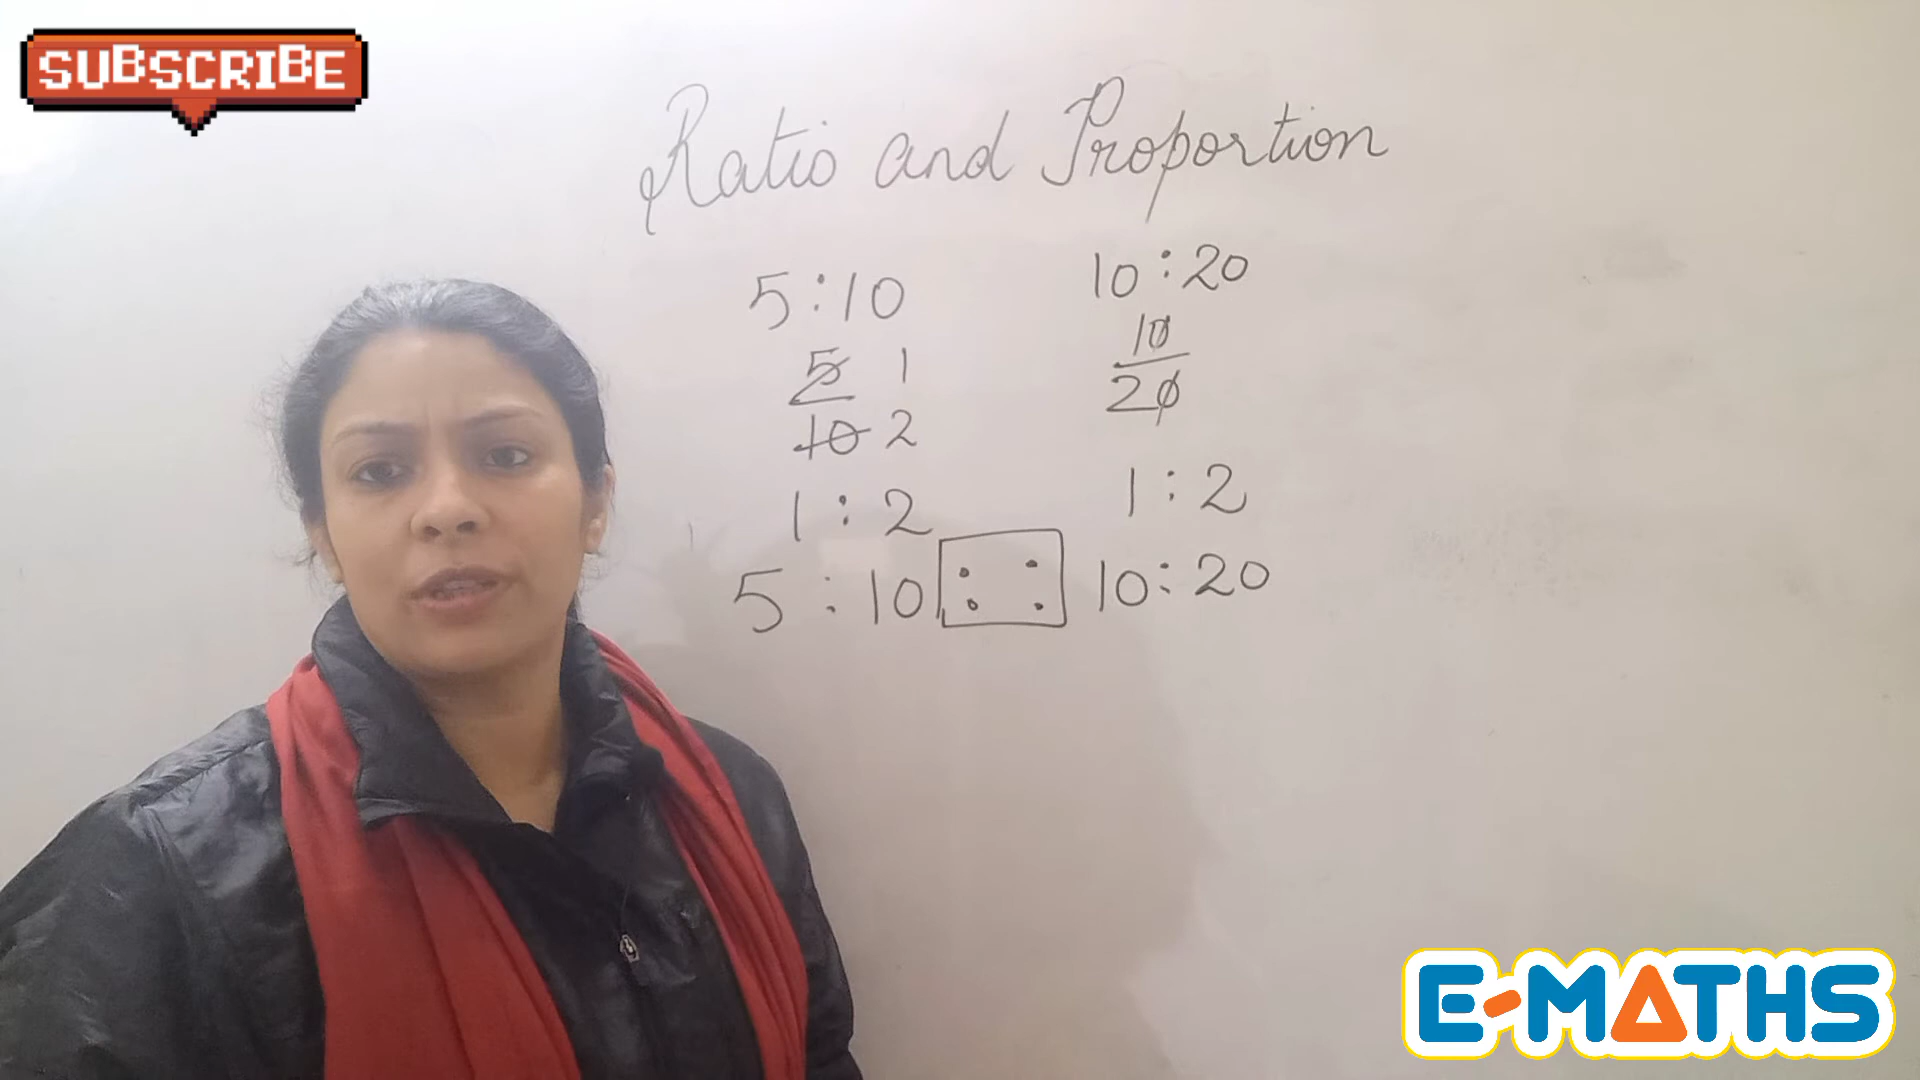 SUBSCRIBE
Ratio and Proportion
5 : 10
10 : 20
5 1
10 2
10
20
1 : 2
1 : 2
5 : 10 :: 10 : 20
E-MATHS